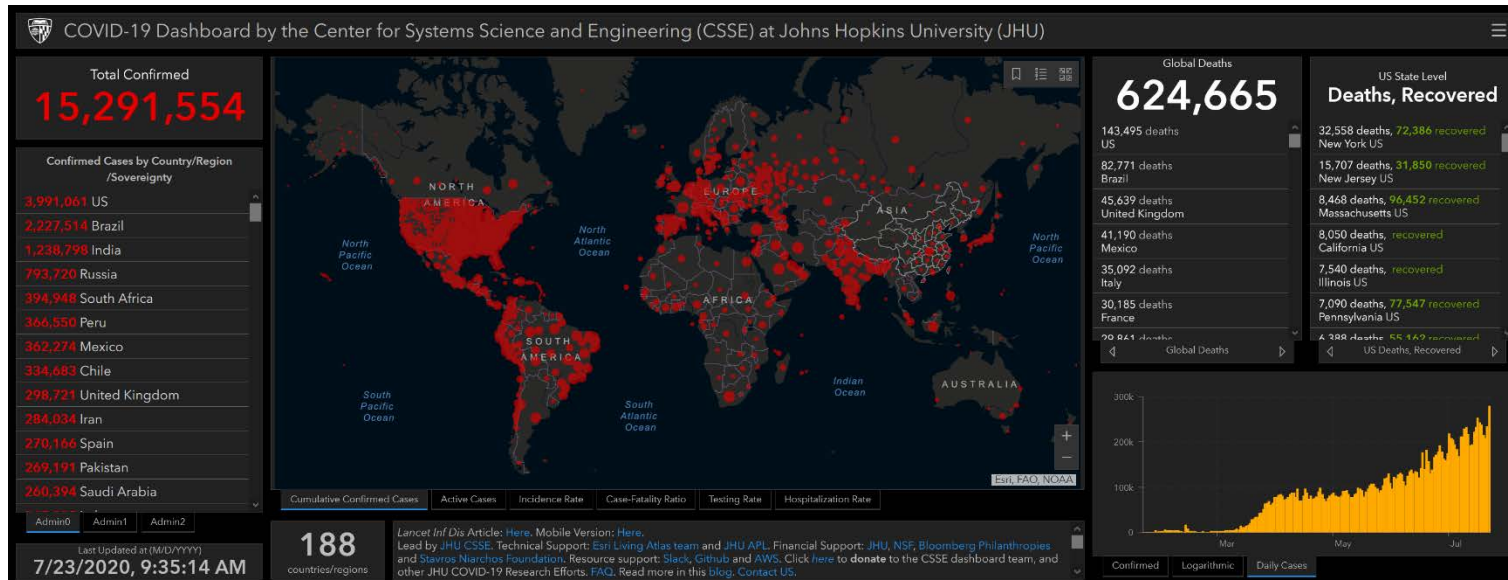 COVID-19 Dashboard by the Center for Systems Science and Engineering (CSSE) at Johns Hopkins University (JHU)
Total Confirmed
15,291,554
Confirmed Cases by Country/Region
/Sovereignty
3,991,061 US
2,227,514 Brazil
1,238,798 India
793,720 Russia
394,948 South Africa
366,550 Peru
362,274 Mexico
334,683 Chile
298,721 United Kingdom
284,034 Iran
270,166 Spain
269,191 Pakistan
260,394 Saudi Arabia
Admin0 Admin1 Admin2
Last Updated at (M/D/YYYY)
7/23/2020, 9:35:14 AM
NORTH
AMERICA
EUROPE
ASIA
North
Pacific
Ocean
North
Atlantic
Ocean
North
Pacific
Ocean
AFRICA
SOUTH
AMERICA
Indian
Ocean
AUSTRALIA
South
Pacific
Ocean
South
Atlantic
Ocean
+
−
Esri, FAO, NOAA
Cumulative Confirmed Cases Active Cases Incidence Rate Case-Fatality Ratio Testing Rate Hospitalization Rate
188
countries/regions
Lancet Inf Dis Article: Here. Mobile Version: Here.
Lead by JHU CSSE. Technical Support: Esri Living Atlas team and JHU APL. Financial Support: JHU, NSF, Bloomberg Philanthropies
and Stavros Niarchos Foundation. Resource support: Slack, Github and AWS. Click here to donate to the CSSE dashboard team, and
other JHU COVID-19 Research Efforts. FAQ. Read more in this blog. Contact US.
Global Deaths
624,665
143,495 deaths
US
82,771 deaths
Brazil
45,639 deaths
United Kingdom
41,190 deaths
Mexico
35,092 deaths
Italy
30,185 deaths
France
29,861 deaths
Global Deaths
US State Level
Deaths, Recovered
32,558 deaths, 72,386 recovered
New York US
15,707 deaths, 31,850 recovered
New Jersey US
8,468 deaths, 96,452 recovered
Massachusetts US
8,050 deaths, recovered
California US
7,540 deaths, recovered
Illinois US
7,090 deaths, 77,547 recovered
Pennsylvania US
6,388 deaths, 55,162 recovered
US Deaths, Recovered
300k
200k
100k
0
Mar May Jul
Confirmed Logarithmic Daily Cases